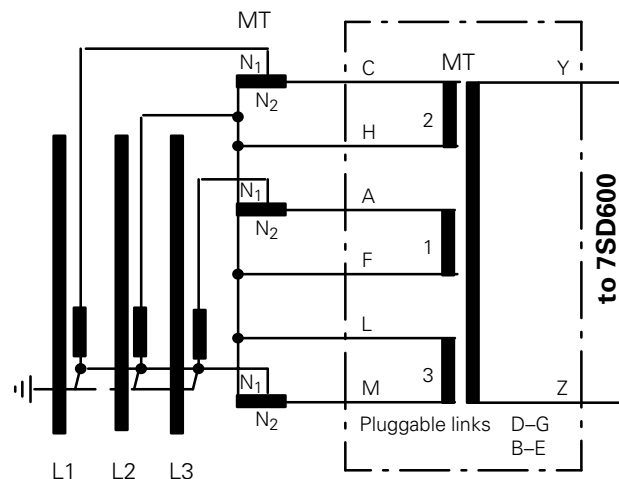 MT
N1
N2
C
MT
Y
2
H
N1
N2
A
1
F
to 7SD600
L
N1
N2
M
3
Z
Pluggable links D–G
B–E
L1 L2 L3